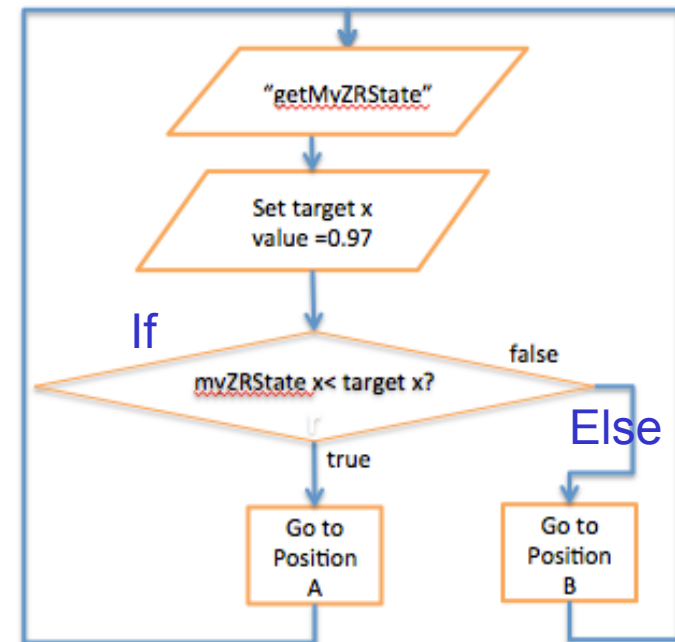 “getMyZRState”
Set target x
value =0.97
If
false
myZRState x< target x?
r
Else
true
Go to
Position
A
Go to
Position
B